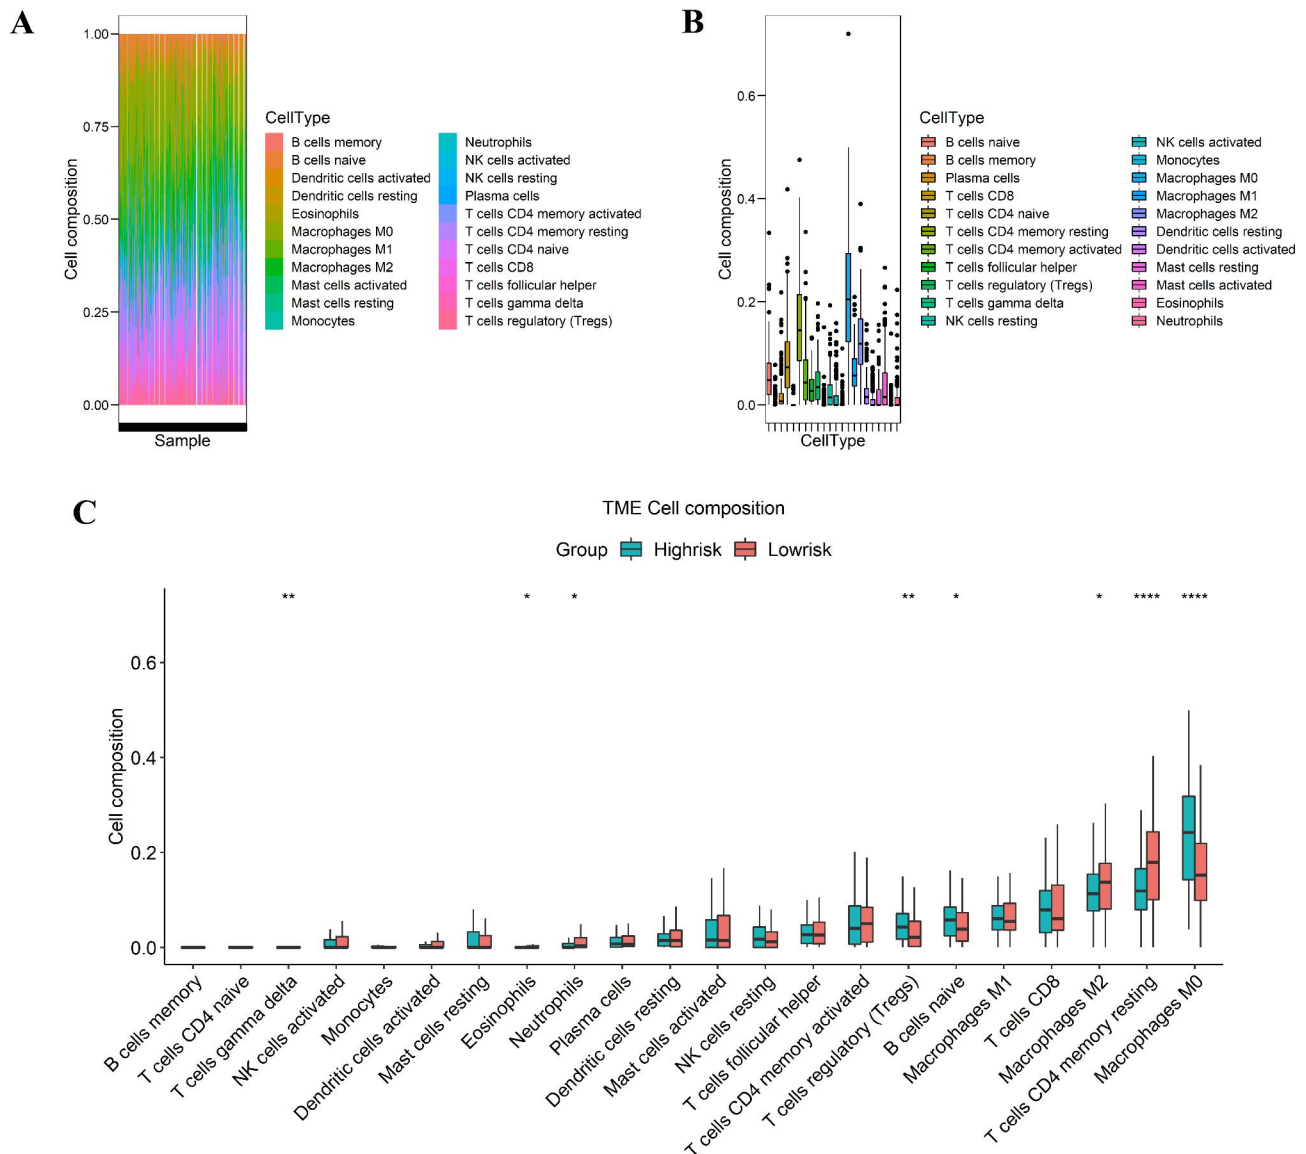 A
1.00
0.75
0.50
0.25
0.00
Cell composition
Sample
CellType
B cells memory
B cells naive
Dendritic cells activated
Dendritic cells resting
Eosinophils
Macrophages M0
Macrophages M1
Macrophages M2
Mast cells activated
Mast cells resting
Monocytes
Neutrophils
NK cells activated
NK cells resting
Plasma cells
T cells CD4 memory activated
T cells CD4 memory resting
T cells CD4 naive
T cells CD8
T cells follicular helper
T cells gamma delta
T cells regulatory (Tregs)
B
0.6
0.4
0.2
0.0
Cell composition
CellType
CellType
B cells naive
B cells memory
Plasma cells
T cells CD8
T cells CD4 naive
T cells CD4 memory resting
T cells CD4 memory activated
T cells follicular helper
T cells regulatory (Tregs)
T cells gamma delta
NK cells resting
NK cells activated
Monocytes
Macrophages M0
Macrophages M1
Macrophages M2
Dendritic cells resting
Dendritic cells activated
Mast cells resting
Mast cells activated
Eosinophils
Neutrophils
C
TME Cell composition
Group Highrisk Lowrisk
** * * ** * * **** ****
0.6
0.4
0.2
0.0
Cell composition
B cells memory
T cells CD4 naive
T cells gamma delta
NK cells activated
Monocytes
Dendritic cells activated
Mast cells resting
Eosinophils
Neutrophils
Plasma cells
Dendritic cells resting
Mast cells activated
NK cells resting
T cells follicular helper
T cells CD4 memory activated
T cells regulatory (Tregs)
B cells naive
Macrophages M1
T cells CD8
Macrophages M2
T cells CD4 memory resting
Macrophages M0